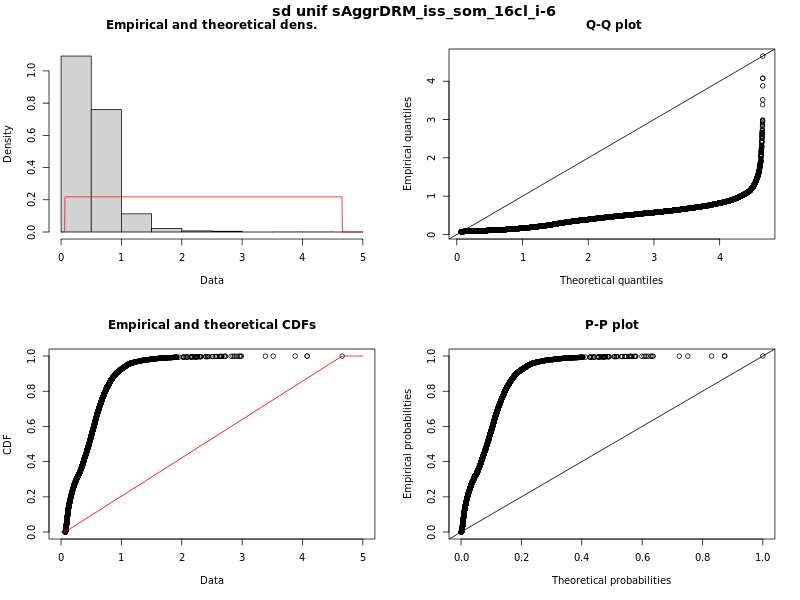 sd unif sAggrDRM_iss_som_16cl_i-6
Empirical and theoretical dens.
Density
0.0 0.2 0.4 0.6 0.8 1.0
0 1 2 3 4 5
Data
Q-Q plot
Empirical quantiles
0 1 2 3 4
0 1 2 3 4
Theoretical quantiles
Empirical and theoretical CDFs
CDF
0.0 0.2 0.4 0.6 0.8 1.0
0 1 2 3 4 5
Data
P-P plot
Empirical probabilities
0.0 0.2 0.4 0.6 0.8 1.0
0.0 0.2 0.4 0.6 0.8 1.0
Theoretical probabilities